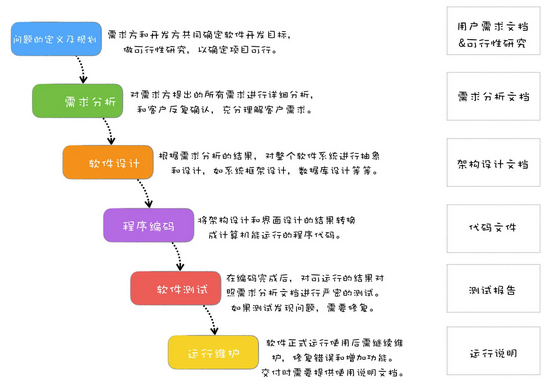 问题的定义及规划
需求方和开发方共同确定软件开发目标，
做可行性研究，以确定项目可行。
用户需求文档
&可行性研究
需求分析
对需求方提出的所有需求进行详细分析，
和客户反复确认，充分理解客户需求。
需求分析文档
软件设计
根据需求分析的结果，对整个软件系统进行抽象
和设计，如系统框架设计，数据库设计等等。
架构设计文档
程序编码
将架构设计和界面设计的结果转换
成计算机能运行的程序代码。
代码文件
软件测试
在编码完成后，对可运行的结果对
照需求分析文档进行严密的测试。
如果测试发现问题，需要修复。
测试报告
运行维护
软件正式运行使用后需继续维
护，修复错误和增加功能。
交付时需要提供使用说明文档。
运行说明